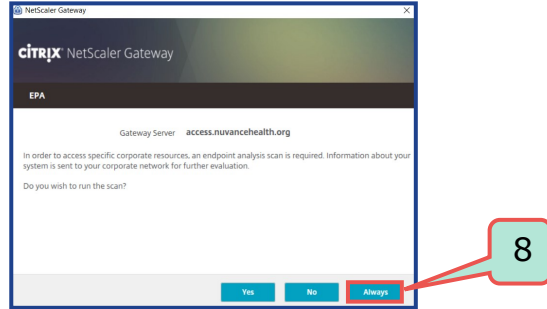 NetScaler Gateway
CİTRIX NetScaler Gateway
EPA
Gateway Server access.nuvancehealth.org
In order to access specific corporate resources, an endpoint analysis scan is required. Information about your
system is sent to your corporate network for further evaluation.
Do you wish to run the scan?
Yes No Always
8